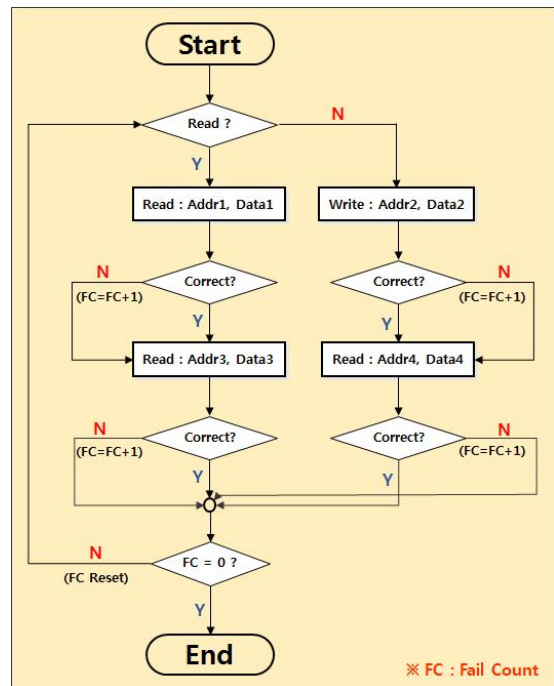 Start
Read ?
N
Y
Read : Addr1, Data1
Write : Addr2, Data2
N
Correct?
Correct?
N
(FC=FC+1)
(FC=FC+1)
Y
Y
Read : Addr3, Data3
Read : Addr4, Data4
N
Correct?
Correct?
N
(FC=FC+1)
(FC=FC+1)
Y
Y
N
FC = 0 ?
(FC Reset)
Y
End
※ FC : Fail Count